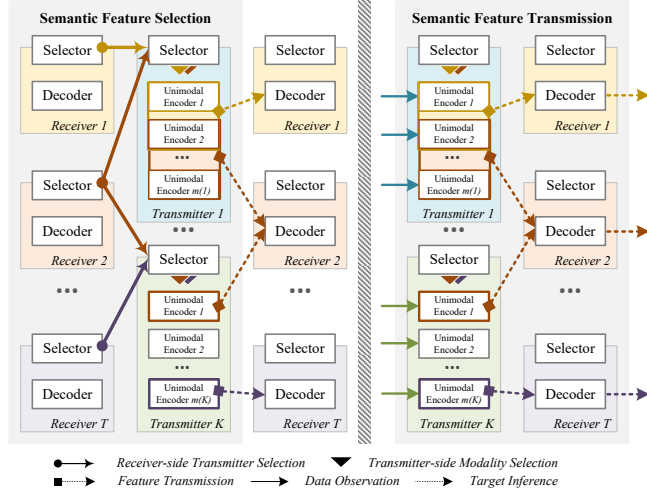 Semantic Feature Selection
Selector
Decoder
Receiver 1
Selector
Decoder
Receiver 2
...
Selector
Decoder
Receiver T
Selector
Unimodal
Encoder 1
Unimodal
Encoder 2
...
Unimodal
Encoder m(1)
Transmitter 1
...
Selector
Unimodal
Encoder 1
Unimodal
Encoder 2
...
Unimodal
Encoder m(K)
Transmitter K
Selector
Decoder
Receiver 1
Selector
Decoder
Receiver 2
...
Selector
Decoder
Receiver T
Semantic Feature Transmission
Selector
Unimodal
Encoder 1
Unimodal
Encoder 2
...
Unimodal
Encoder m(1)
Transmitter 1
...
Selector
Unimodal
Encoder 1
Unimodal
Encoder 2
...
Unimodal
Encoder m(K)
Transmitter K
Selector
Decoder
Receiver 1
Selector
Decoder
Receiver 2
...
Selector
Decoder
Receiver T
Receiver-side Transmitter Selection
Transmitter-side Modality Selection
Feature Transmission
Data Observation
Target Inference